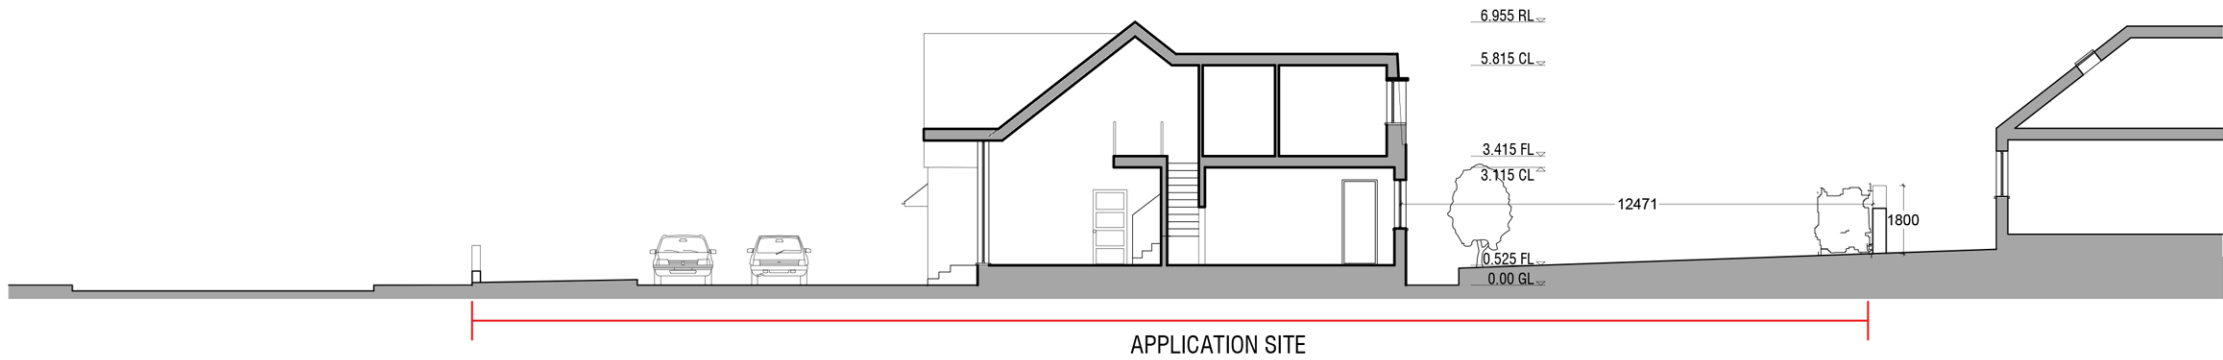 6.955 RL
5.815 CL
3.415 FL
3.115 CL
12471
1800
0.525 FL
0.00 GL
APPLICATION SITE